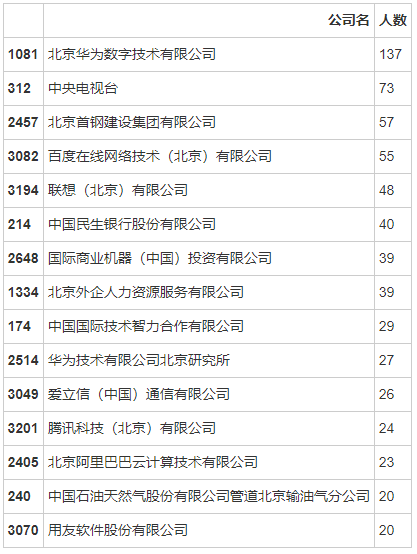 公司名 人数
1081 北京华为数字技术有限公司 137
312 中央电视台 73
2457 北京首钢建设集团有限公司 57
3082 百度在线网络技术（北京）有限公司 55
3194 联想（北京）有限公司 48
214 中国民生银行股份有限公司 40
2648 国际商业机器（中国）投资有限公司 39
1334 北京外企人力资源服务有限公司 39
174 中国国际技术智力合作有限公司 29
2514 华为技术有限公司北京研究所 27
3049 爱立信（中国）通信有限公司 26
3201 腾讯科技（北京）有限公司 24
2405 北京阿里巴巴云计算技术有限公司 23
240 中国石油天然气股份有限公司管道北京输油气分公司 20
3070 用友软件股份有限公司 20